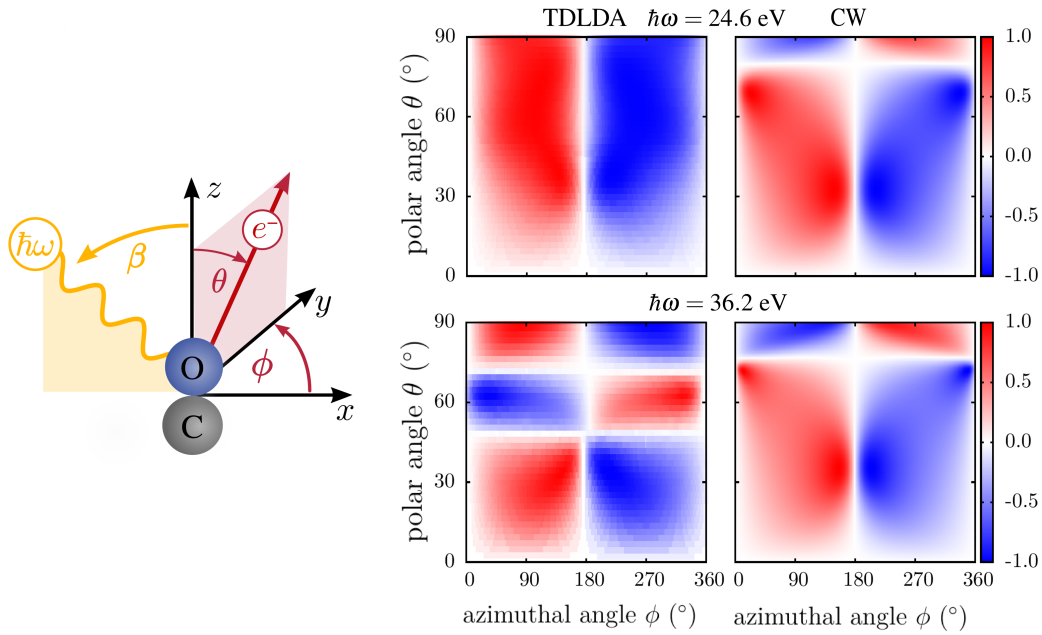 TDLDA ℏω = 24.6 eV CW
90
60
30
0
polar angle θ (°)
1.0
0.5
0.0
-0.5
-1.0
ℏω = 36.2 eV
90
60
30
0
polar angle θ (°)
0 90 180 270 360
0 90 180 270 360
azimuthal angle ϕ (°)
azimuthal angle ϕ (°)
1.0
0.5
0.0
-0.5
-1.0
z
ℏω
β
e⁻
θ
y
ϕ
O
x
C